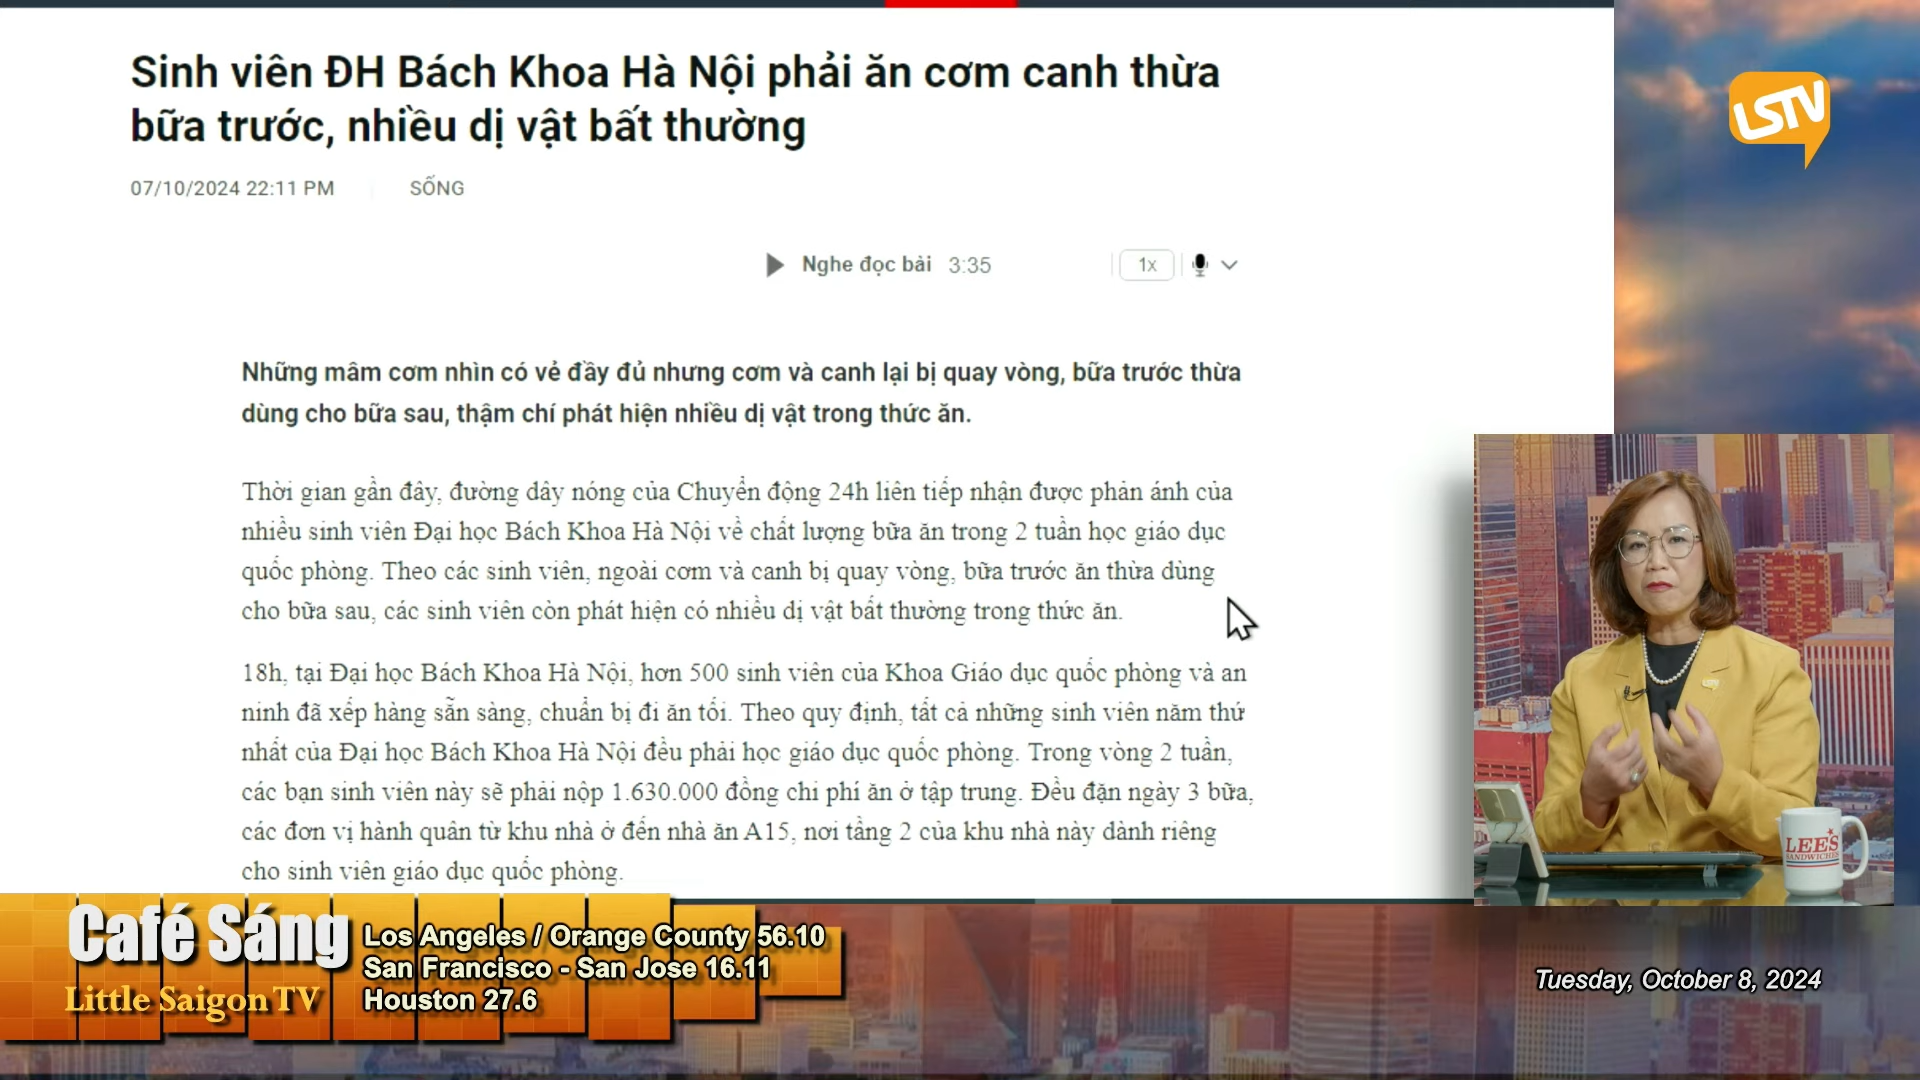 Sinh viên ĐH Bách Khoa Hà Nội phải ăn cơm canh thừa
bữa trước, nhiều dị vật bất thường
07/10/2024 22:11 PM
SỐNG
Nghe đọc bài 3:35
1x
LSTV
Những mâm cơm nhìn có vẻ đầy đủ nhưng cơm và canh lại bị quay vòng, bữa trước thừa
dùng cho bữa sau, thậm chí phát hiện nhiều dị vật trong thức ăn.
Thời gian gần đây, đường dây nóng của Chuyển động 24h liên tiếp nhận được phản ánh của
nhiều sinh viên Đại học Bách Khoa Hà Nội về chất lượng bữa ăn trong 2 tuần học giáo dục
quốc phòng. Theo các sinh viên, ngoài cơm và canh bị quay vòng, bữa trước ăn thừa dùng
cho bữa sau, các sinh viên còn phát hiện có nhiều dị vật bất thường trong thức ăn.
18h, tại Đại học Bách Khoa Hà Nội, hơn 500 sinh viên của Khoa Giáo dục quốc phòng và an
ninh đã xếp hàng sẵn sàng, chuẩn bị đi ăn tối. Theo quy định, tất cả những sinh viên năm thứ
nhất của Đại học Bách Khoa Hà Nội đều phải học giáo dục quốc phòng. Trong vòng 2 tuần,
các bạn sinh viên này sẽ phải nộp 1.630.000 đồng chi phí ăn ở tập trung. Đều đặn ngày 3 bữa,
các đơn vị hành quân từ khu nhà ở đến nhà ăn A15, nơi tầng 2 của khu nhà này dành riêng
cho sinh viên giáo dục quốc phòng.
LEE'S
SANDWICHES
Café Sáng
Little Saigon TV
Los Angeles / Orange County 56.10
San Francisco - San Jose 16.11
Houston 27.6
Tuesday, October 8, 2024